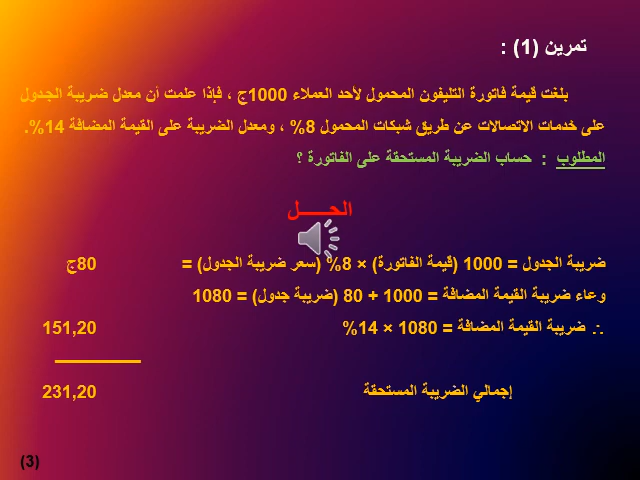 تمرين (1) :
بلغت قيمة فاتورة التليفون المحمول لأحد العملاء 1000ج ، فإذا علمت أن معدل ضريبة الجدول
على خدمات الاتصالات عن طريق شبكات المحمول 8% ، ومعدل الضريبة على القيمة المضافة 14%.
المطلوب : حساب الضريبة المستحقة على الفاتورة ؟
الحـــــل
ضريبة الجدول = 1000 (قيمة الفاتورة) × 8% (سعر ضريبة الجدول) = 80ج
وعاء ضريبة القيمة المضافة = 1000 + 80 (ضريبة جدول) = 1080
∴ ضريبة القيمة المضافة = 1080 × 14% 151,20
إجمالي الضريبة المستحقة 231,20
(3)